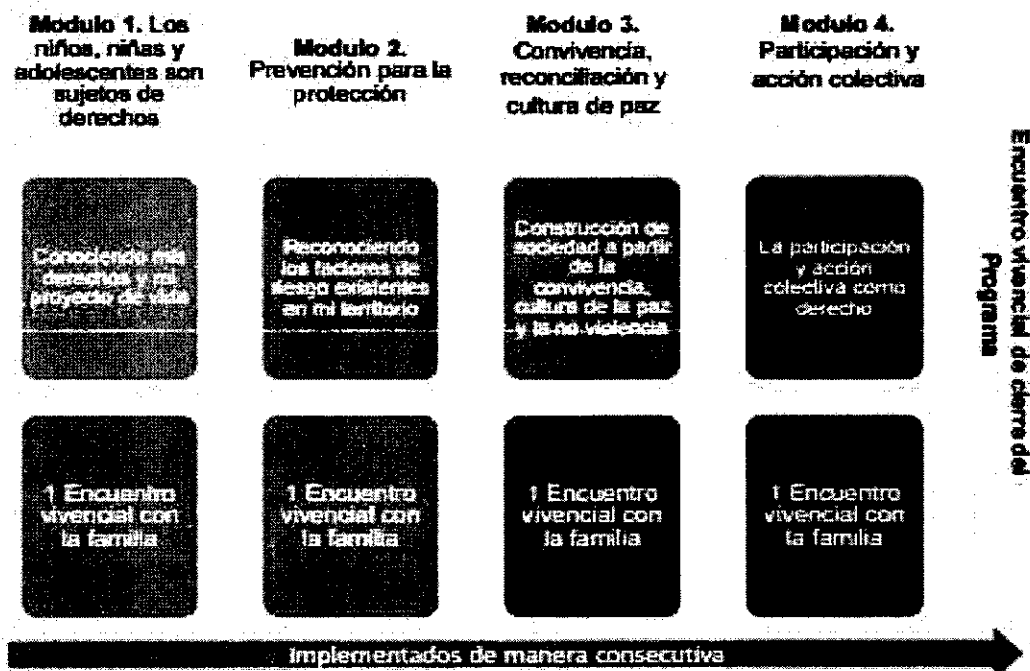 Modulo 1. Los
niños, niñas y
adolescentes son
sujetos de
derechos
Modulo 2.
Prevención para la
protección
Modulo 3.
Convivencia,
reconciliación y
cultura de paz
Modulo 4.
Participación y
acción colectiva
Conociendo mis
derechos y mi
proyecto de vida
Reconociendo
los factores de
riesgo existentes
en mi territorio
Construcción de
sociedad a partir
de la
convivencia,
cultura de la paz
y la no violencia
La participación
y acción
colectiva como
derecho
1 Encuentro
vivencial con
la familia
1 Encuentro
vivencial con
la familia
1 Encuentro
vivencial con
la familia
1 Encuentro
vivencial con
la familia
Encuentro vivencial de cierre del
Programa
Implementados de manera consecutiva